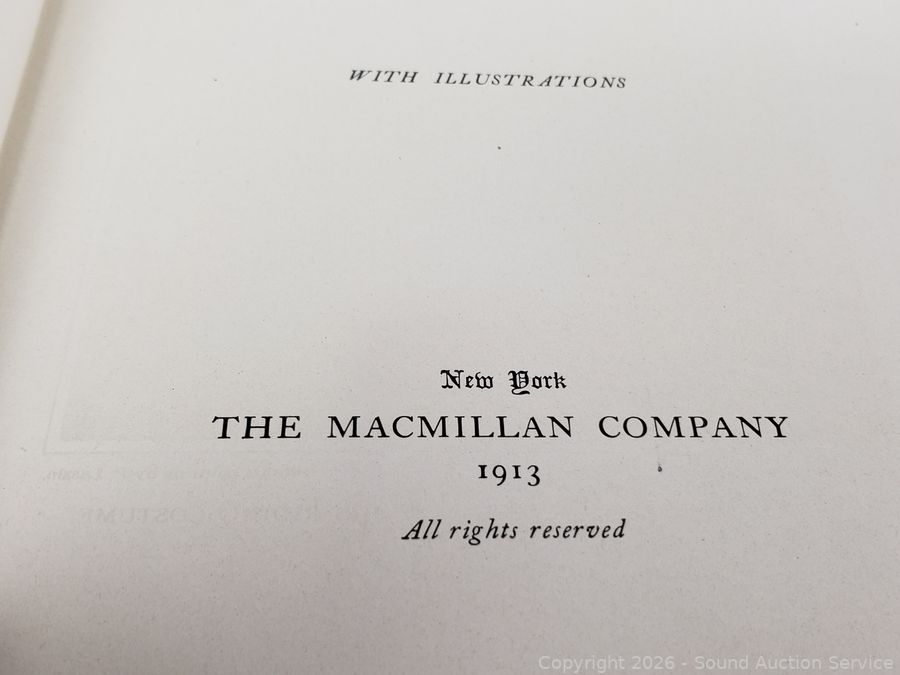 WITH ILLUSTRATIONS
New York
THE MACMILLAN COMPANY
1913
All rights reserved
Copyright 2026 - Sound Auction Service